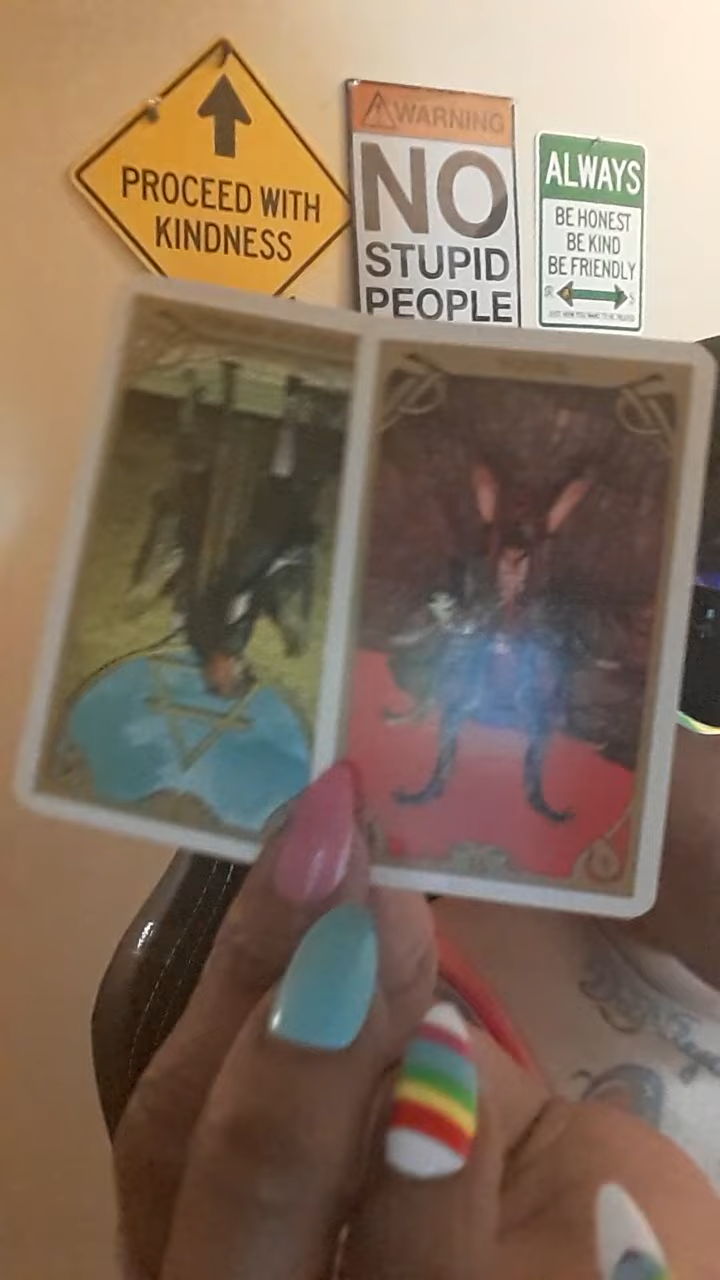 PROCEED WITH
KINDNESS
WARNING
NO
STUPID
PEOPLE
ALWAYS
BE HONEST
BE KIND
BE FRIENDLY